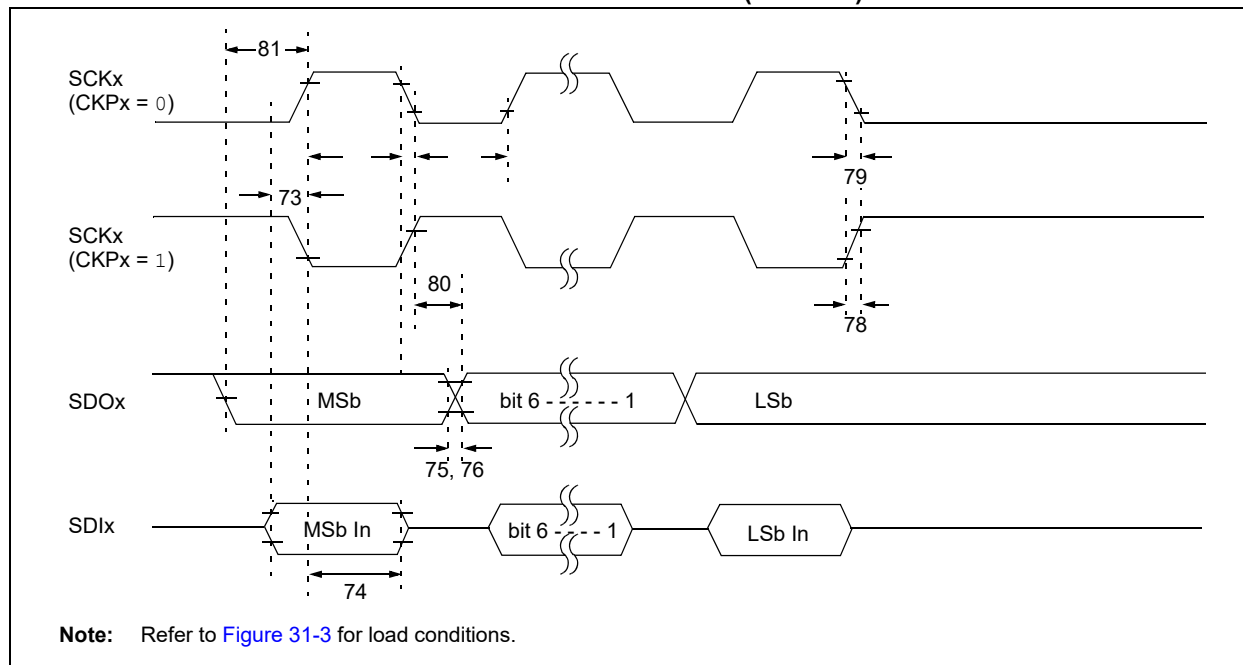 81
SCKx
(CKPx = 0)
79
73
SCKx
(CKPx = 1)
80
78
SDOx
MSb
bit 6 - - - - - - 1
LSb
75, 76
SDIx
MSb In
bit 6 - - - - 1
LSb In
74
Note: Refer to Figure 31-3 for load conditions.